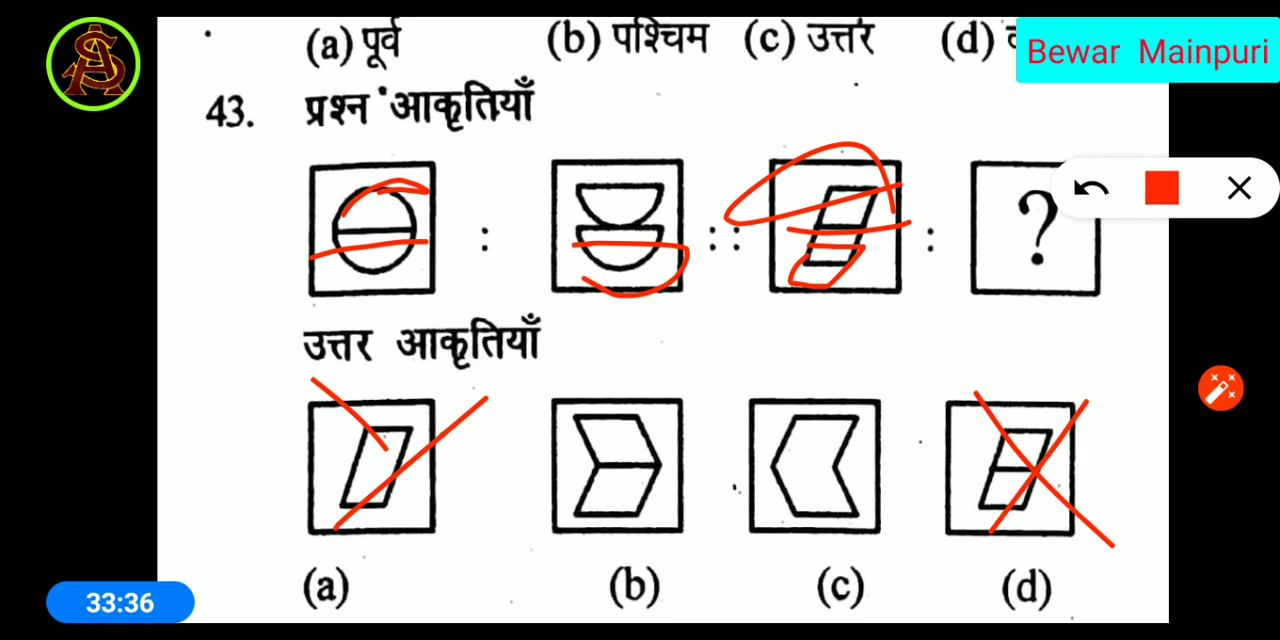 (a) पूर्व (b) पश्चिम (c) उत्तर (d)
Bewar Mainpuri
43. प्रश्न आकृतियाँ
: :: : ?
उत्तर आकृतियाँ
(a) (b) (c) (d)
33:36